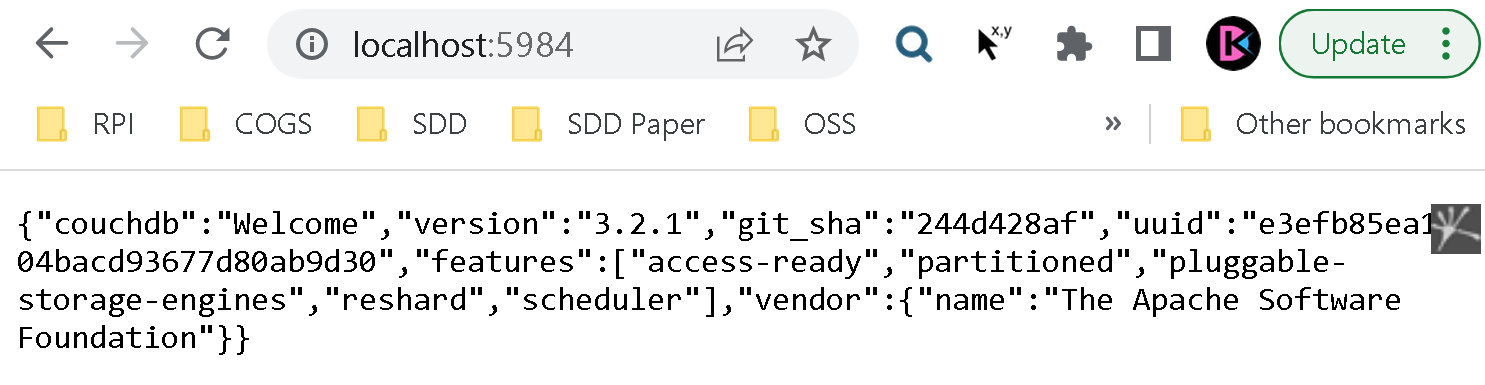 localhost:5984
x,y
Update
RPI COGS SDD SDD Paper OSS » Other bookmarks
{"couchdb":"Welcome","version":"3.2.1","git_sha":"244d428af","uuid":"e3efb85ea1
04bacd93677d80ab9d30","features":["access-ready","partitioned","pluggable-
storage-engines","reshard","scheduler"],"vendor":{"name":"The Apache Software
Foundation"}}